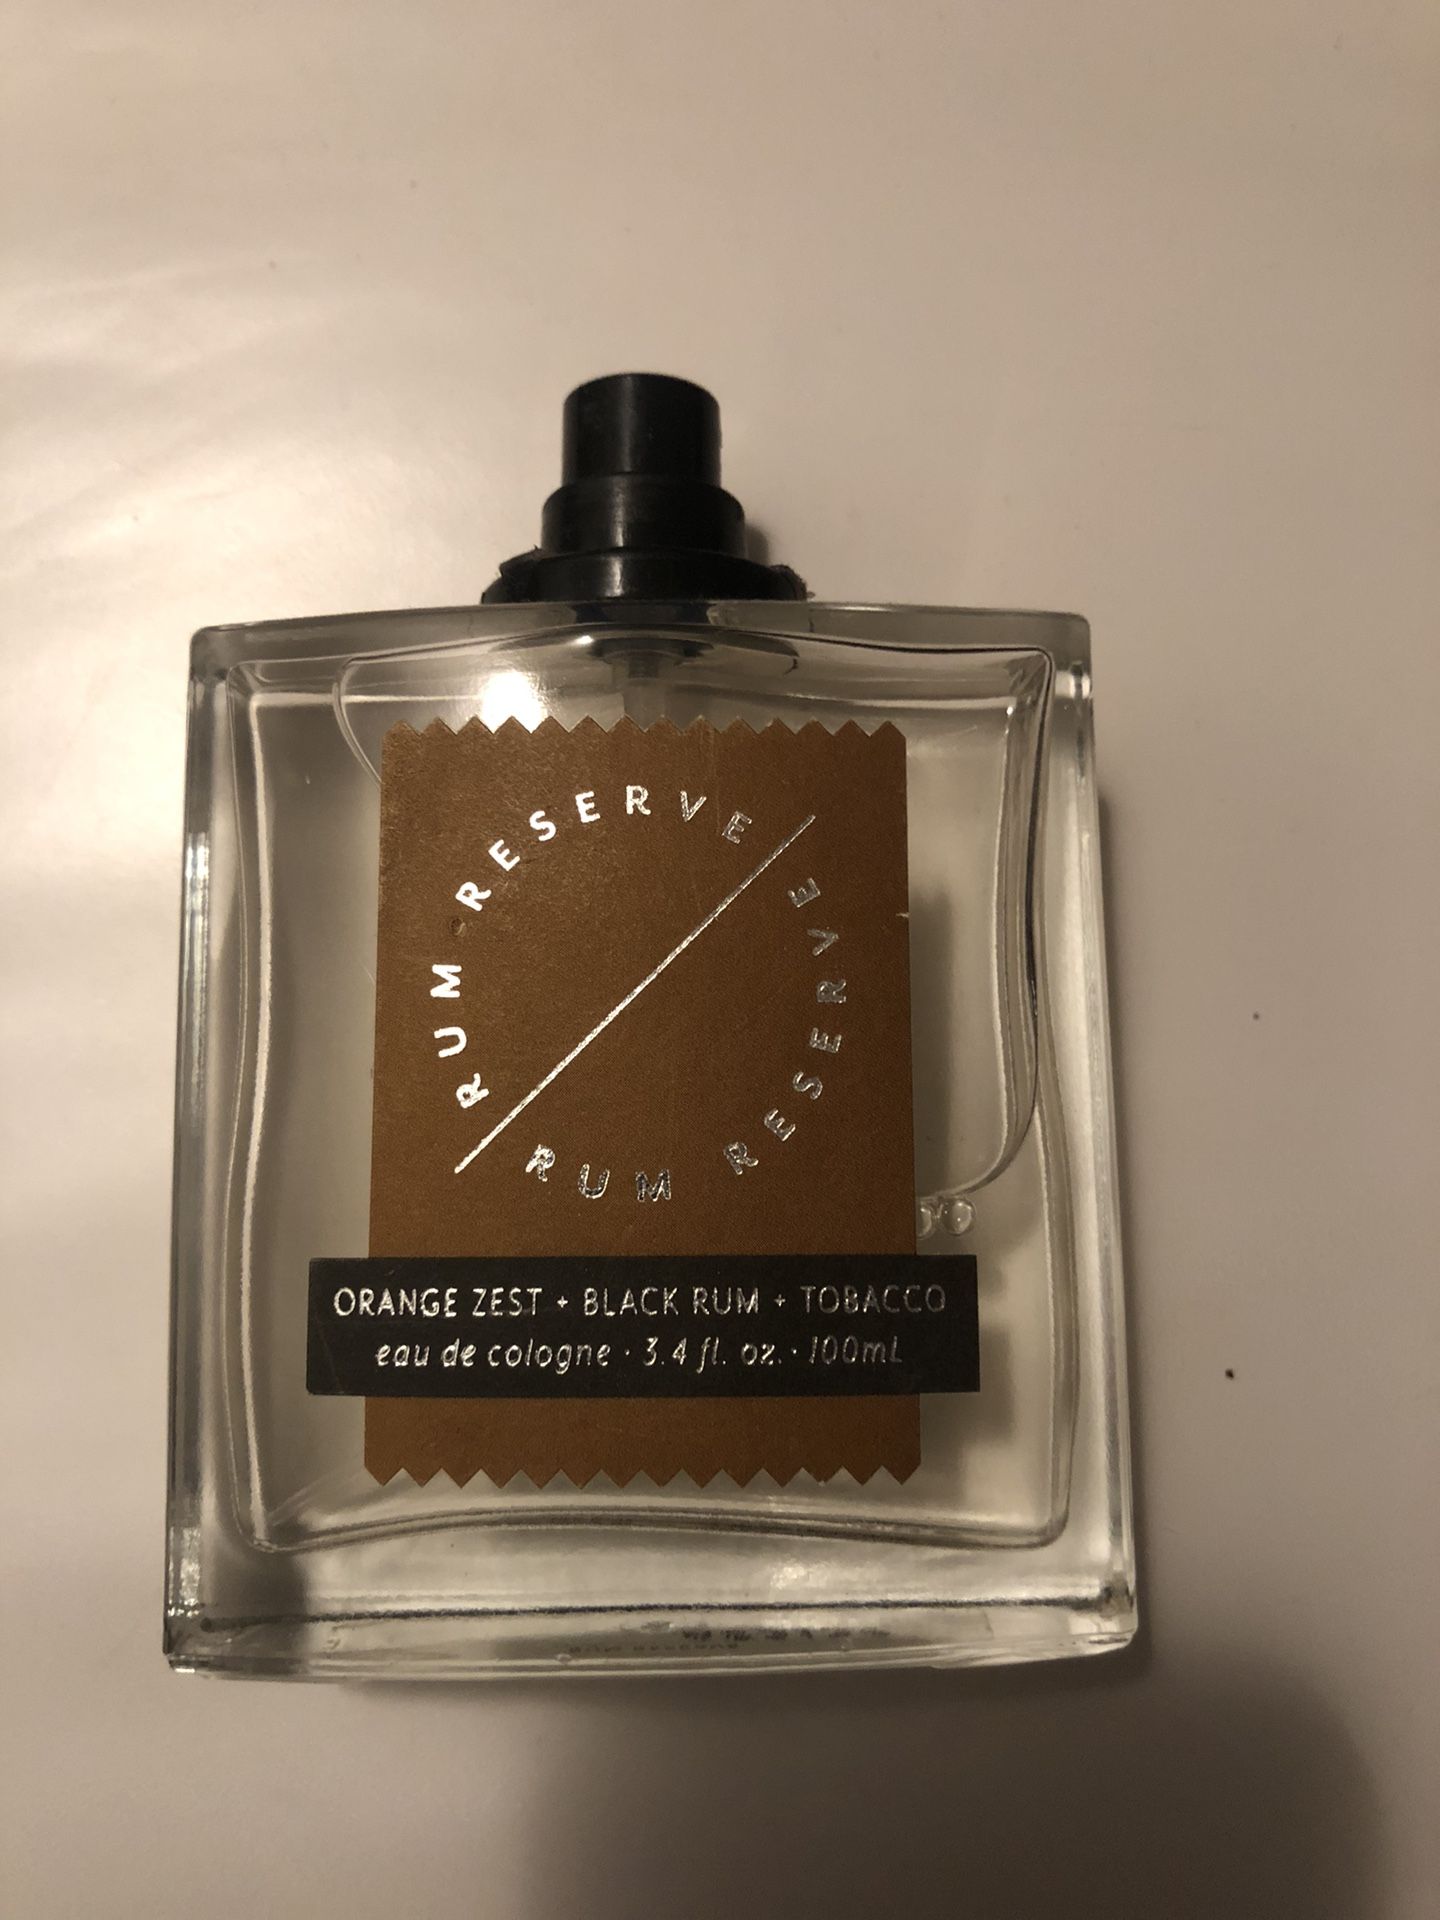 RUM RESERVE
RUM RESERVE
ORANGE ZEST + BLACK RUM + TOBACCO
eau de cologne · 3.4 fl. oz. · 100mL